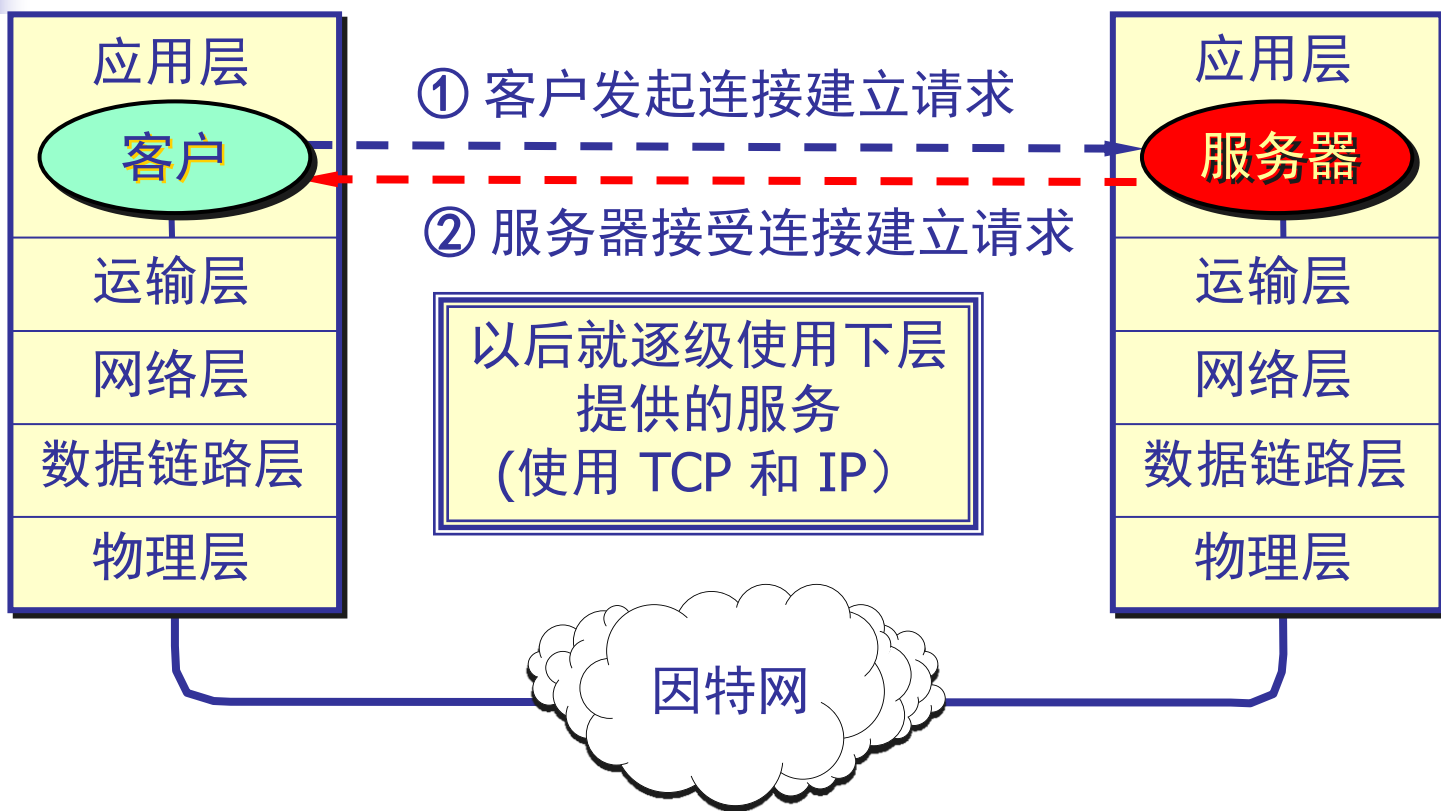 应用层
客户
运输层
网络层
数据链路层
物理层
① 客户发起连接建立请求
② 服务器接受连接建立请求
以后就逐级使用下层
提供的服务
(使用 TCP 和 IP）
因特网
应用层
服务器
运输层
网络层
数据链路层
物理层